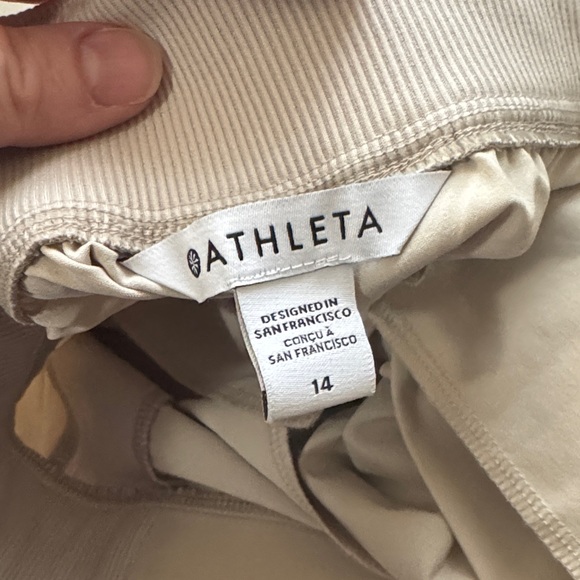 ATHLETA
DESIGNED IN
SAN FRANCISCO
CONÇU À
SAN FRANCISCO
14